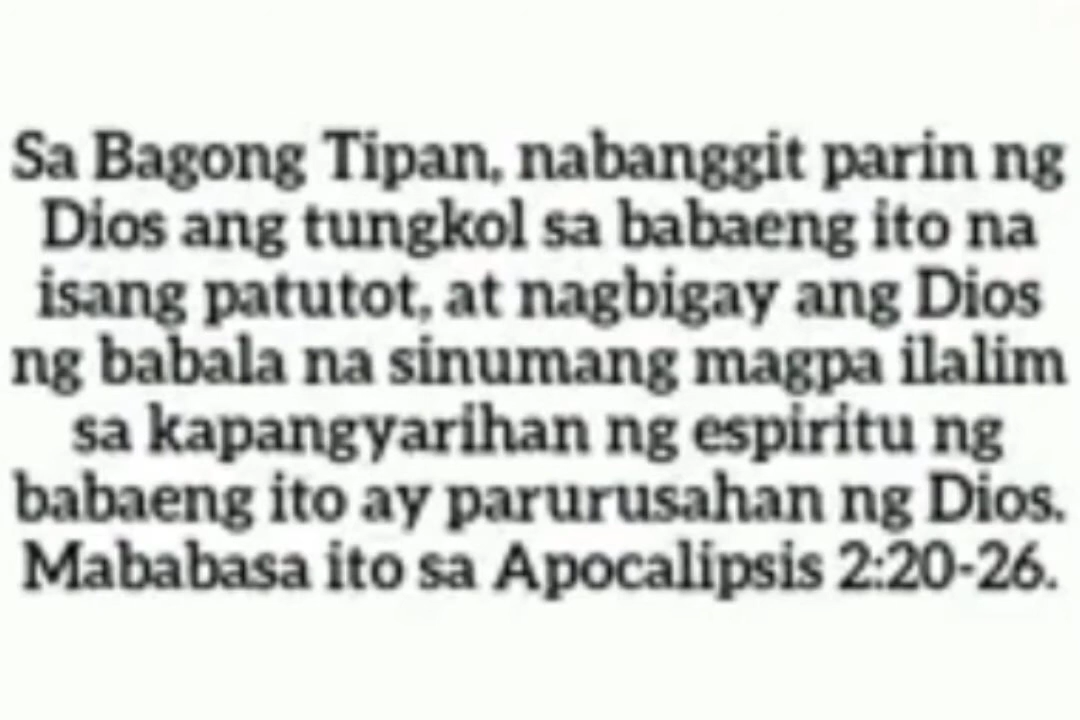 Sa Bagong Tipan, nabanggit parin ng
Dios ang tungkol sa babaeng ito na
isang patutot, at nagbigay ang Dios
ng babala na sinumang magpa ilalim
sa kapangyarihan ng espiritu ng
babaeng ito ay parurusahan ng Dios.
Mababasa ito sa Apocalipsis 2:20-26.